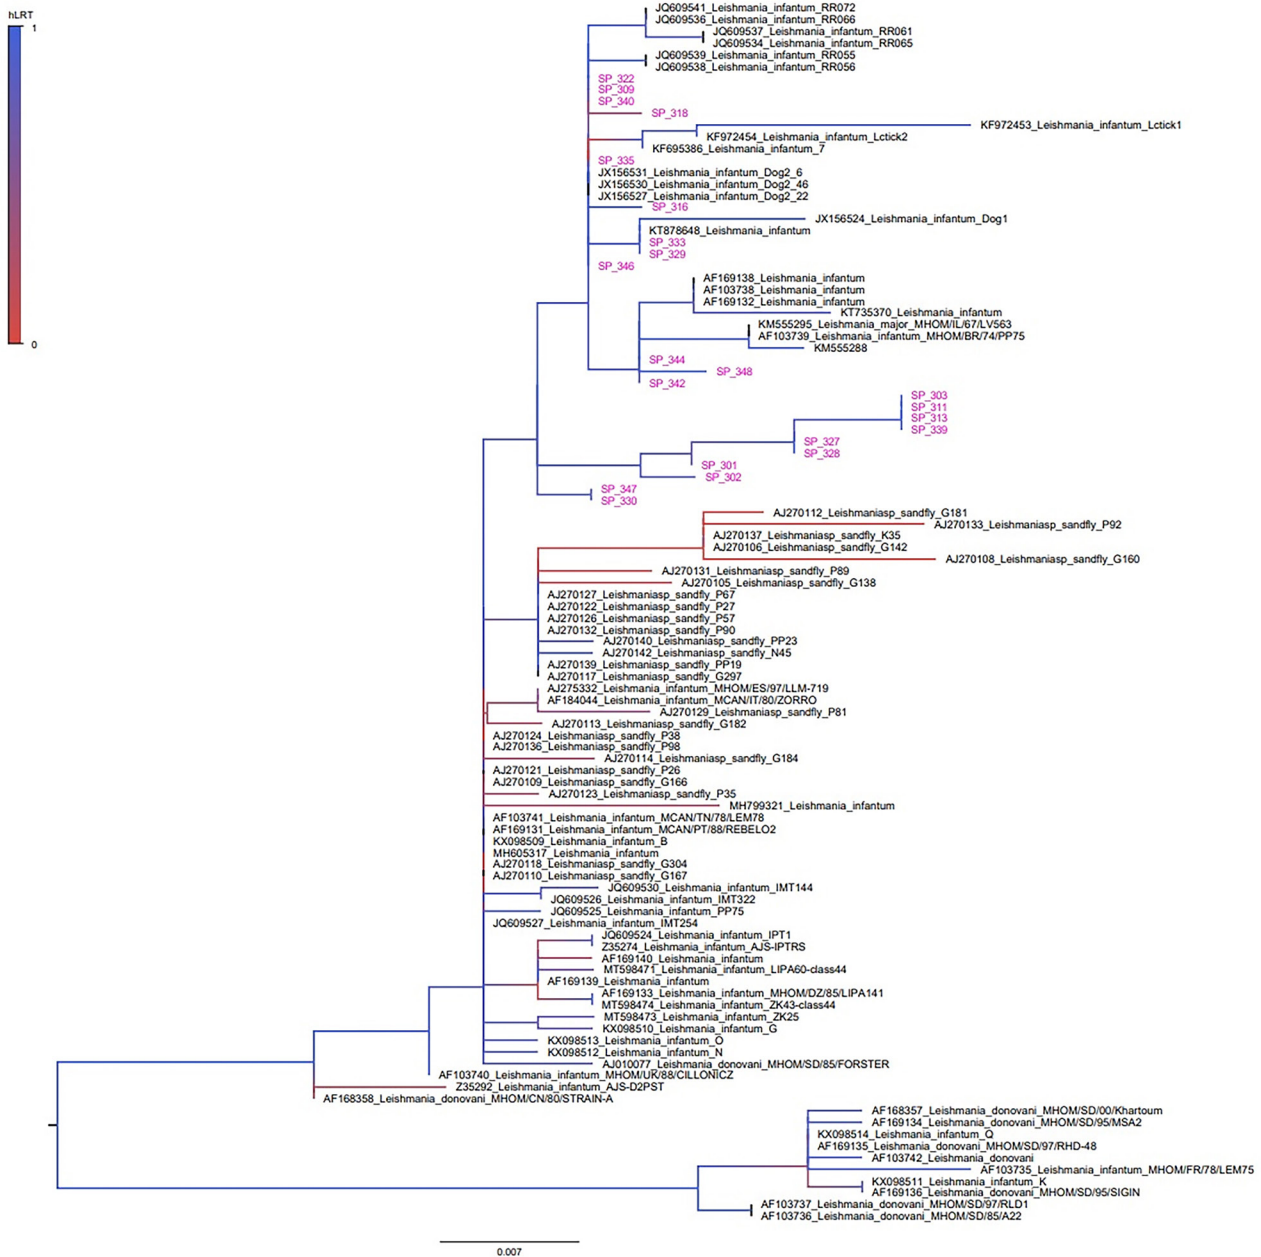 hLRT
1
0
JQ609541_Leishmania_infantum_RR072
JQ609536_Leishmania_infantum_RR066
JQ609537_Leishmania_infantum_RR061
JQ609534_Leishmania_infantum_RR065
JQ609539_Leishmania_infantum_RR055
JQ609538_Leishmania_infantum_RR056
SP_322
SP_309
SP_340
SP_318
KF972453_Leishmania_infantum_Lctick1
KF972454_Leishmania_infantum_Lctick2
KF695386_Leishmania_infantum_7
SP_335
JX156531_Leishmania_infantum_Dog2_6
JX156530_Leishmania_infantum_Dog2_46
JX156527_Leishmania_infantum_Dog2_22
SP_316
JX156524_Leishmania_infantum_Dog1
KT878648_Leishmania_infantum
SP_333
SP_329
SP_346
AF169138_Leishmania_infantum
AF103738_Leishmania_infantum
AF169132_Leishmania_infantum
KT735370_Leishmania_infantum
KM555295_Leishmania_major_MHOM/IL/67/LV563
AF103739_Leishmania_infantum_MHOM/BR/74/PP75
KM555288
SP_344
SP_348
SP_342
SP_303
SP_311
SP_313
SP_339
SP_327
SP_328
SP_301
SP_302
SP_347
SP_330
AJ270112_Leishmaniasp_sandfly_G181
AJ270133_Leishmaniasp_sandfly_P92
AJ270137_Leishmaniasp_sandfly_K35
AJ270106_Leishmaniasp_sandfly_G142
AJ270108_Leishmaniasp_sandfly_G160
AJ270131_Leishmaniasp_sandfly_P89
AJ270105_Leishmaniasp_sandfly_G138
AJ270127_Leishmaniasp_sandfly_P67
AJ270122_Leishmaniasp_sandfly_P27
AJ270126_Leishmaniasp_sandfly_P57
AJ270132_Leishmaniasp_sandfly_P90
AJ270140_Leishmaniasp_sandfly_PP23
AJ270142_Leishmaniasp_sandfly_N45
AJ270139_Leishmaniasp_sandfly_PP19
AJ270117_Leishmaniasp_sandfly_G297
AJ275332_Leishmania_infantum_MHOM/ES/97/LLM-719
AF184044_Leishmania_infantum_MCAN/IT/80/ZORRO
AJ270129_Leishmaniasp_sandfly_P81
AJ270113_Leishmaniasp_sandfly_G182
AJ270124_Leishmaniasp_sandfly_P38
AJ270136_Leishmaniasp_sandfly_P98
AJ270114_Leishmaniasp_sandfly_G184
AJ270121_Leishmaniasp_sandfly_P26
AJ270109_Leishmaniasp_sandfly_G166
AJ270123_Leishmaniasp_sandfly_P35
MH799321_Leishmania_infantum
AF103741_Leishmania_infantum_MCAN/TN/78/LEM78
AF169131_Leishmania_infantum_MCAN/PT/88/REBELO2
KX098509_Leishmania_infantum_B
MH605317_Leishmania_infantum
AJ270118_Leishmaniasp_sandfly_G304
AJ270110_Leishmaniasp_sandfly_G167
JQ609530_Leishmania_infantum_IMT144
JQ609526_Leishmania_infantum_IMT322
JQ609525_Leishmania_infantum_PP75
JQ609527_Leishmania_infantum_IMT254
JQ609524_Leishmania_infantum_IPT1
Z35274_Leishmania_infantum_AJS-IPTRS
AF169140_Leishmania_infantum
MT598471_Leishmania_infantum_LIPA60-class44
AF169139_Leishmania_infantum
AF169133_Leishmania_infantum_MHOM/DZ/85/LIPA141
MT598474_Leishmania_infantum_ZK43-class44
MT598473_Leishmania_infantum_ZK25
KX098510_Leishmania_infantum_G
KX098513_Leishmania_infantum_O
KX098512_Leishmania_infantum_N
AJ010077_Leishmania_donovani_MHOM/SD/85/FORSTER
AF103740_Leishmania_infantum_MHOM/UK/88/CILLONICZ
Z35292_Leishmania_infantum_AJS-D2PST
AF168358_Leishmania_donovani_MHOM/CN/80/STRAIN-A
AF168357_Leishmania_donovani_MHOM/SD/00/Khartoum
AF169134_Leishmania_donovani_MHOM/SD/95/MSA2
KX098514_Leishmania_infantum_Q
AF169135_Leishmania_donovani_MHOM/SD/97/RHD-48
AF103742_Leishmania_donovani
AF103735_Leishmania_infantum_MHOM/FR/78/LEM75
KX098511_Leishmania_infantum_K
AF169136_Leishmania_donovani_MHOM/SD/95/SIGIN
AF103737_Leishmania_donovani_MHOM/SD/97/RLD1
AF103736_Leishmania_donovani_MHOM/SD/85/A22
0.007